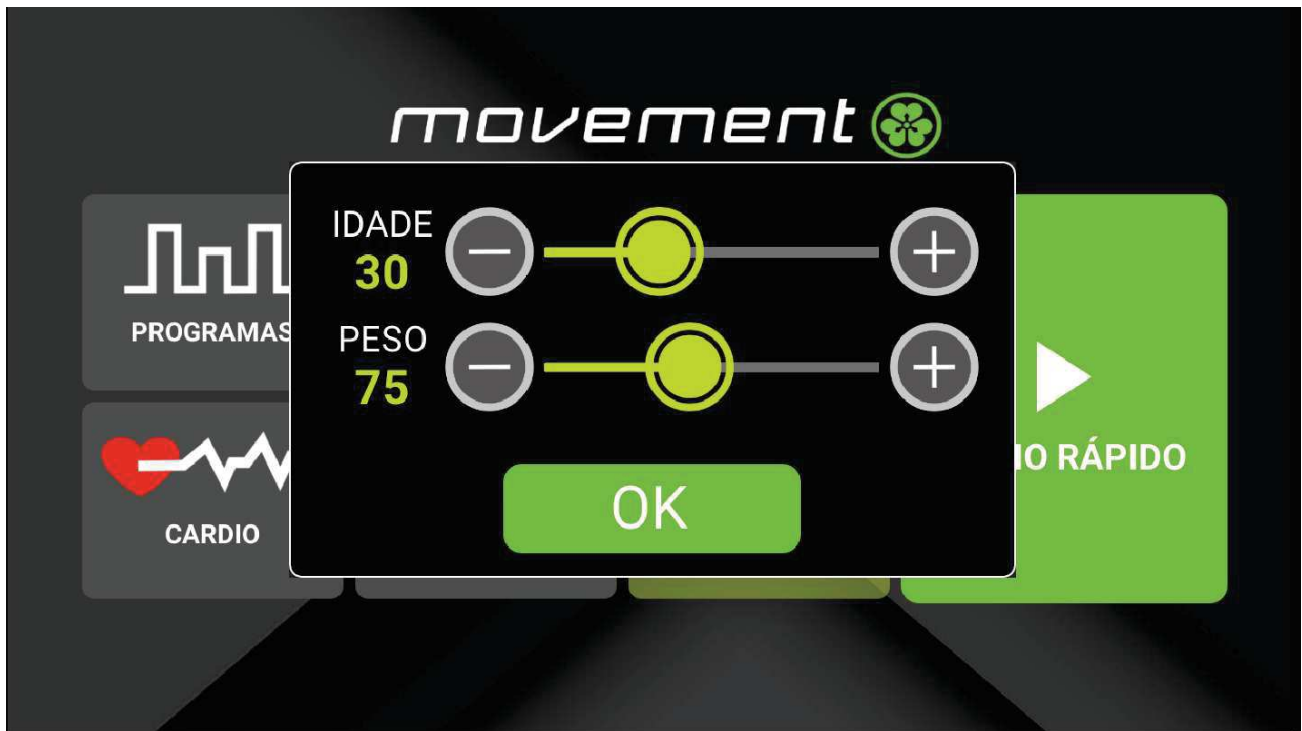 movement
IDADE
30
PESO
75
OK
PROGRAMAS
CARDIO
IO RÁPIDO